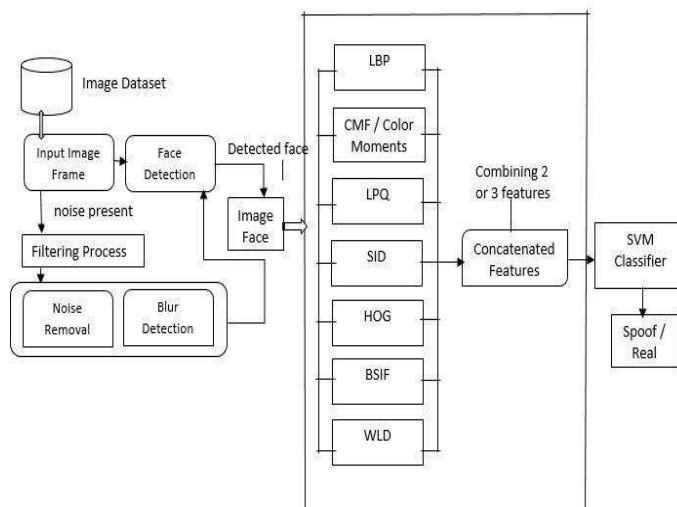 Image Dataset
Input Image
Frame
Face
Detection
Detected face
noise present
Image
Face
Filtering Process
Noise
Removal
Blur
Detection
LBP
CMF / Color
Moments
LPQ
SID
HOG
BSIF
WLD
Combining 2
or 3 features
Concatenated
Features
SVM
Classifier
Spoof /
Real